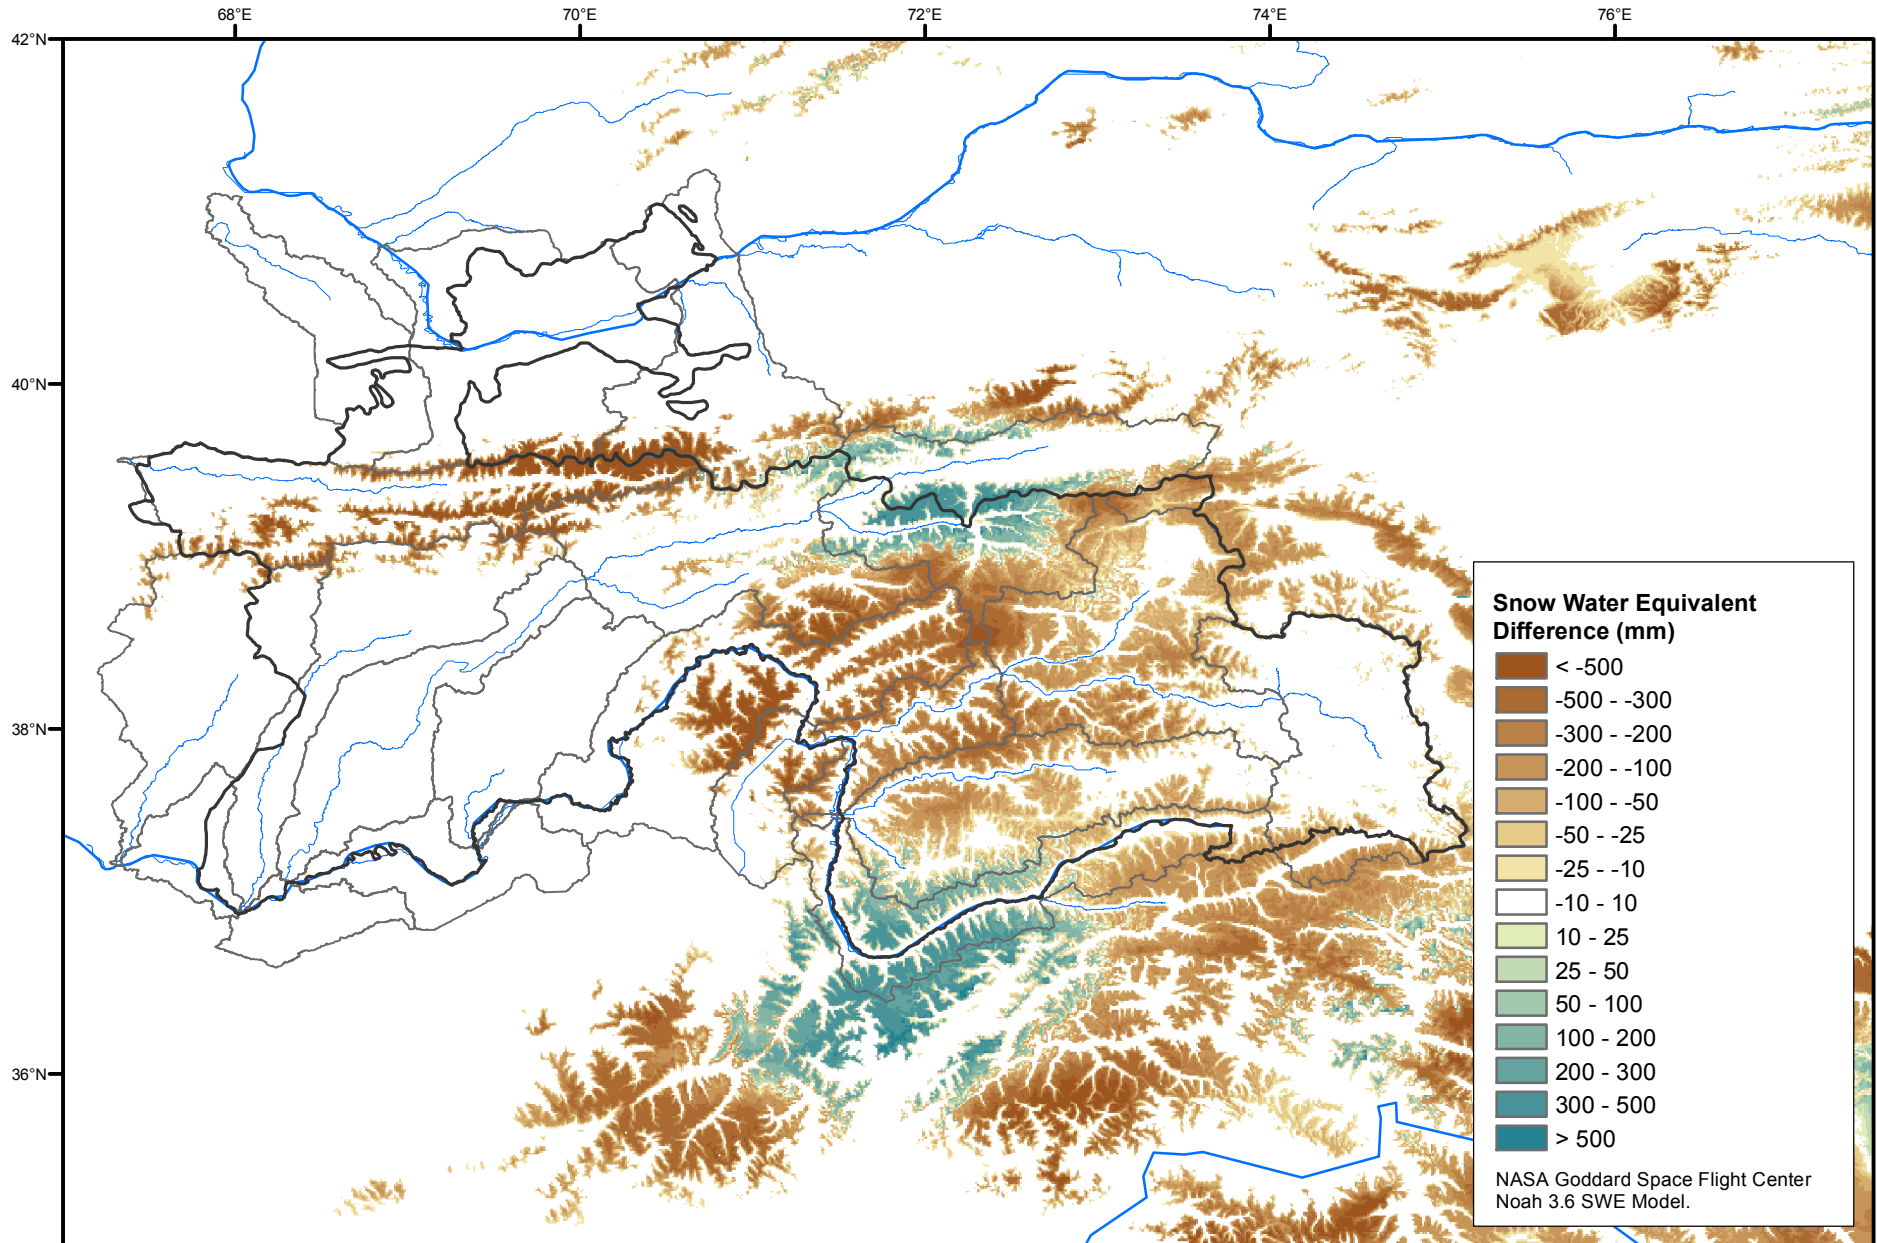 68°E
70°E
72°E
74°E
76°E
42°N
40°N
38°N
36°N
Snow Water Equivalent
Difference (mm)
< -500
-500 - -300
-300 - -200
-200 - -100
-100 - -50
-50 - -25
-25 - -10
-10 - 10
10 - 25
25 - 50
50 - 100
100 - 200
200 - 300
300 - 500
> 500
NASA Goddard Space Flight Center
Noah 3.6 SWE Model.